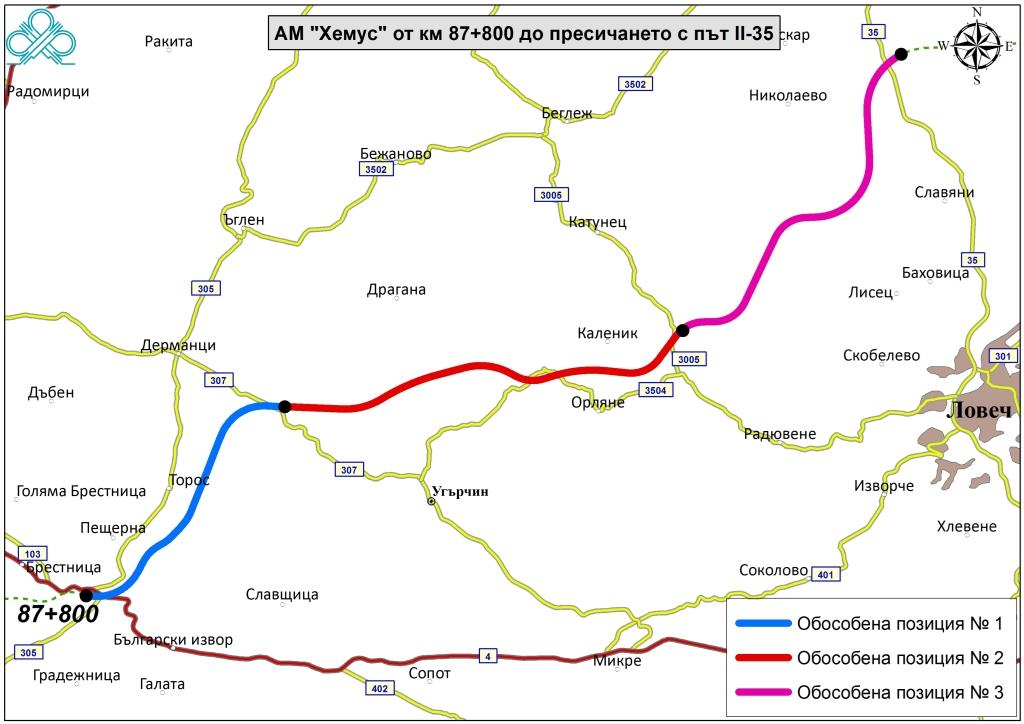 АМ "Хемус" от км 87+800 до пресичането с път II-35
N
W
E
S
Ракита
скар
35
Радомирци
3502
Николаево
Беглеж
Бежаново
3502
3005
Славяни
Ъглен
Катунец
35
Баховица
305
Драгана
Лисец
Каленик
Дерманци
3005
Скобелево
301
307
Дъбен
3504
Орляне
Ловеч
Радювене
307
Торос
Голяма Брестница
Угърчин
Изворче
Пещерна
Хлевене
103
Брестница
Соколово
401
87+800
Славщица
Български извор
305
4
Микре
Градежница
Галата
Сопот
402
Обособена позиция № 1
Обособена позиция № 2
Обособена позиция № 3